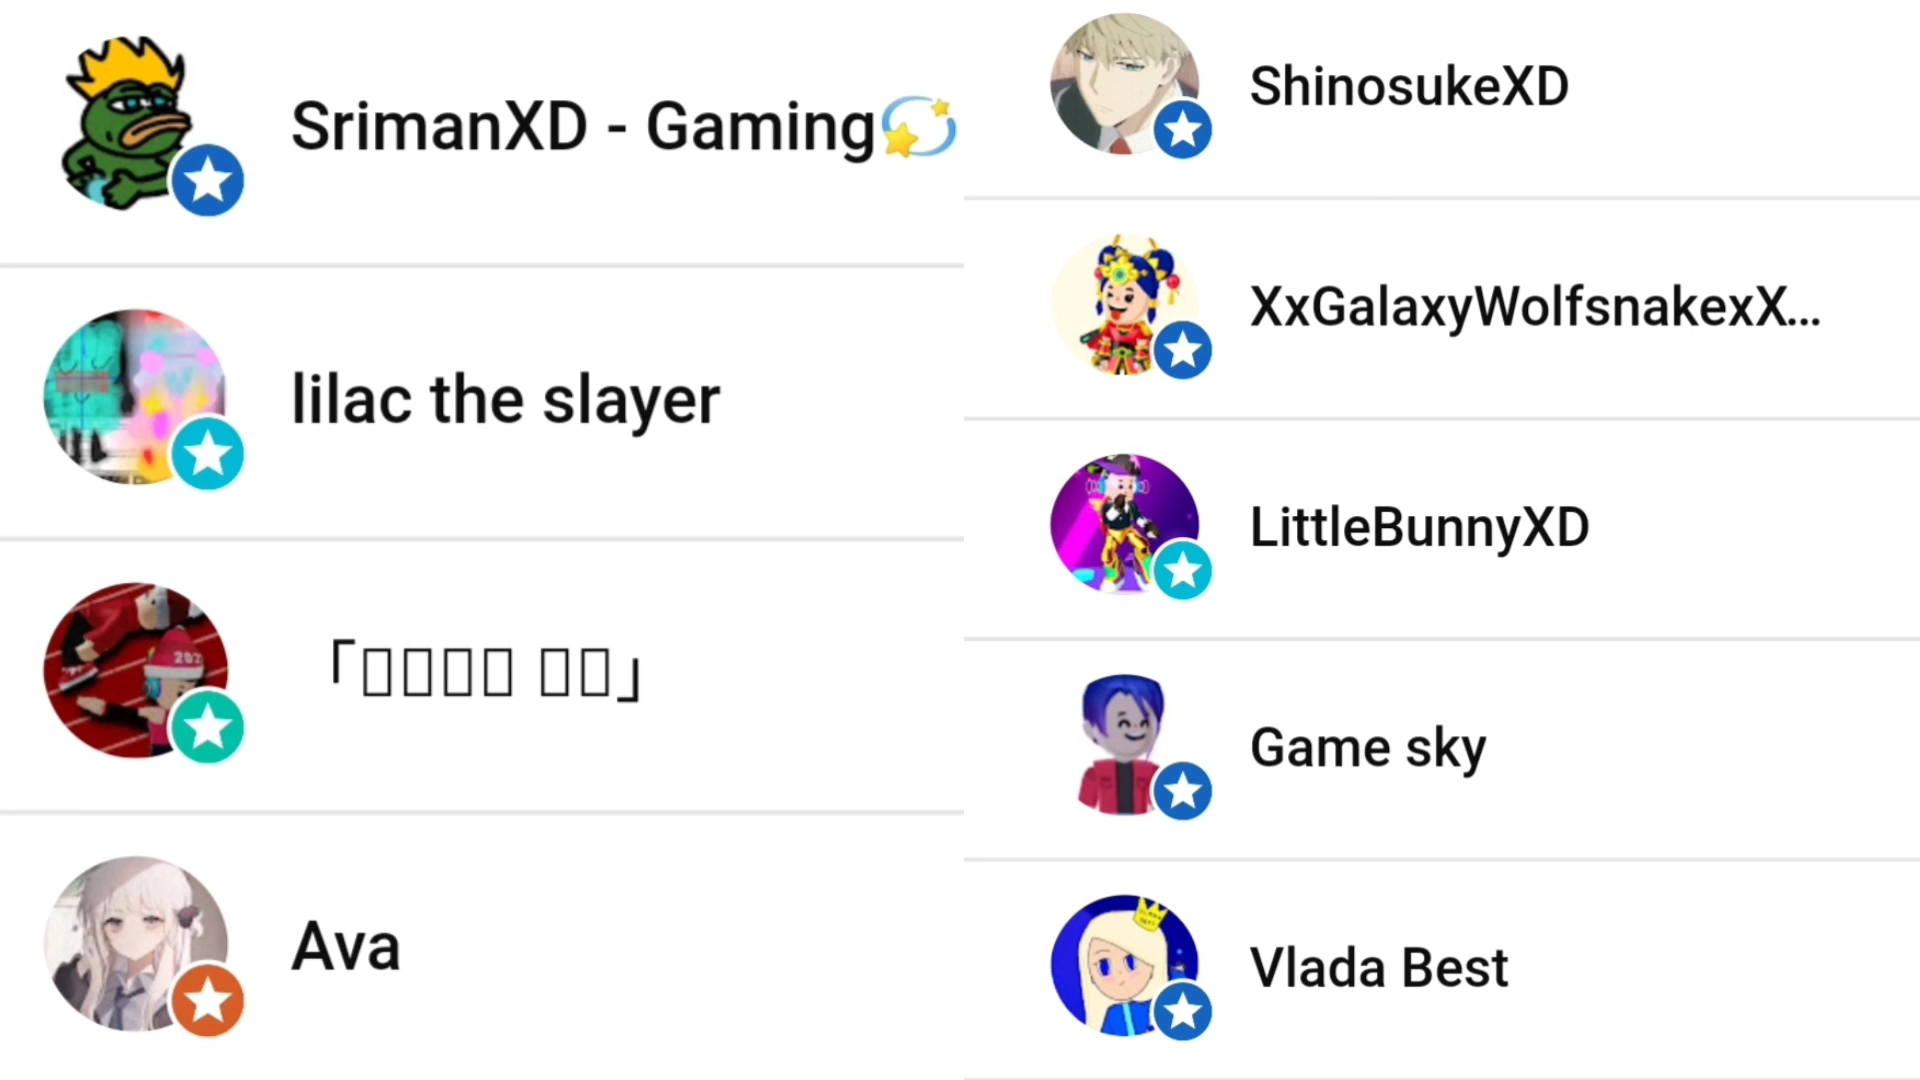 SrimanXD - Gaming💫
lilac the slayer
Ava
ShinosukeXD
XxGalaxyWolfsnakexX...
LittleBunnyXD
Game sky
Vlada Best